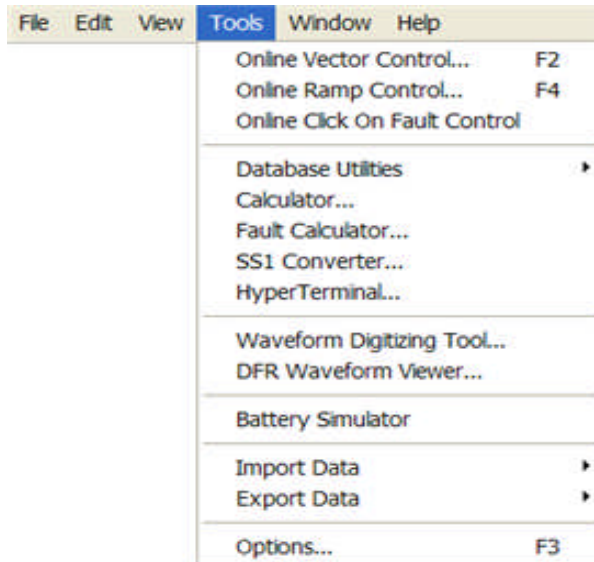 File Edit View Tools Window Help
Online Vector Control... F2
Online Ramp Control... F4
Online Click On Fault Control
Database Utilities
Calculator...
Fault Calculator...
SS1 Converter...
HyperTerminal...
Waveform Digitizing Tool...
DFR Waveform Viewer...
Battery Simulator
Import Data
Export Data
Options... F3